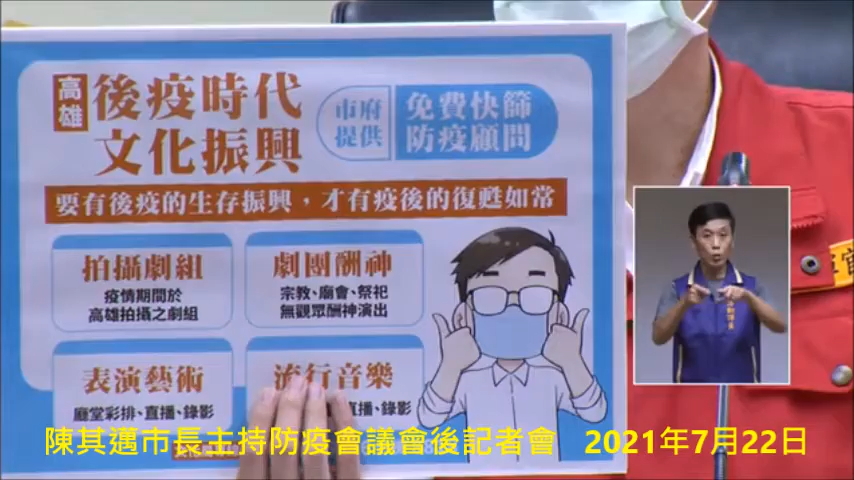 高雄
後疫時代
文化振興
市府
提供
免費快篩
防疫顧問
要有後疫的生存振興，才有疫後的復甦如常
拍攝劇組
疫情期間於
高雄拍攝之劇組
劇團酬神
宗教、廟會、祭祀
無觀眾酬神演出
表演藝術
廳堂彩排、直播、錄影
流行音樂
直播、錄影
陳其邁市長主持防疫會議會後記者會 2021年7月22日